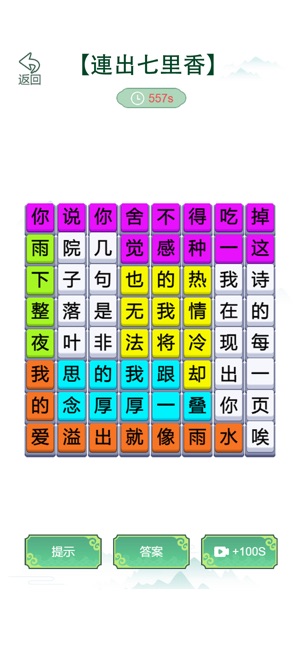 【連出七里香】
返回
557s
你说你舍不得吃掉
雨院几觉感种一这
下子句也的热我诗
整落是无我情在的
夜叶非法将冷现每
我思的我跟却出一
的念厚厚一叠你页
爱溢出就像雨水唉
提示
答案
+100S